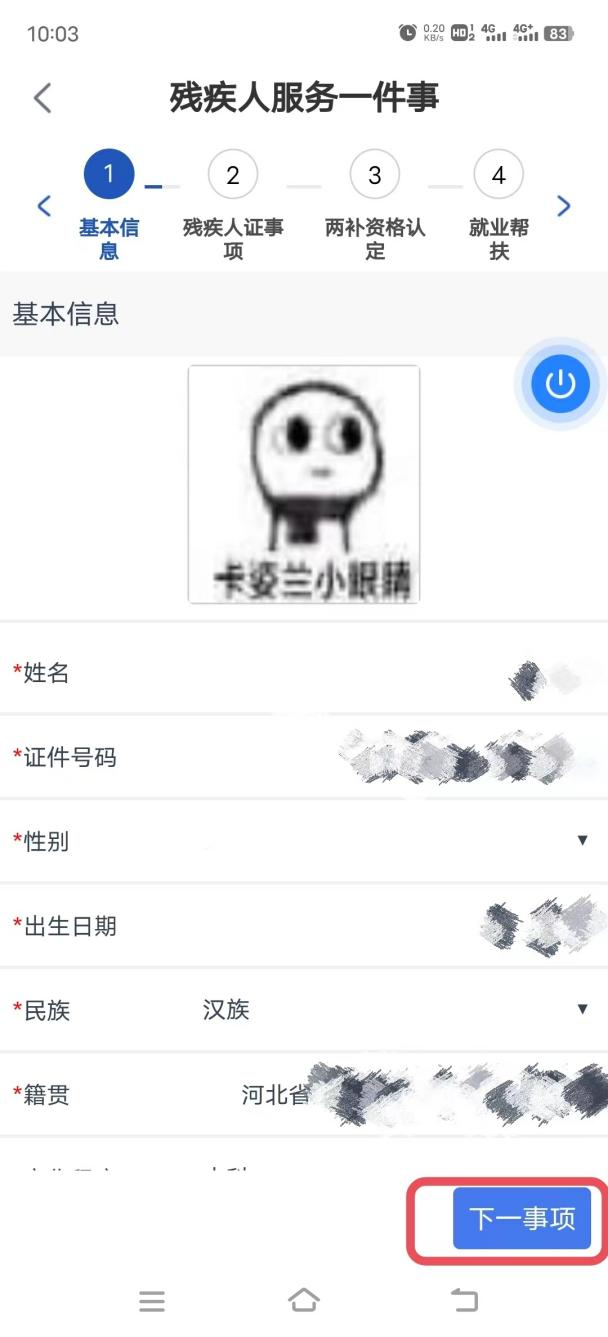 10:03
0.20 KB/s HD 1 2 4G 4G+ 83
残疾人服务一件事
1 2 3 4
基本信息 残疾人证事项 两补资格认定 就业帮扶
基本信息
卡姿兰小眼睛
*姓名
*证件号码
*性别
*出生日期
*民族 汉族
*籍贯 河北省
下一事项